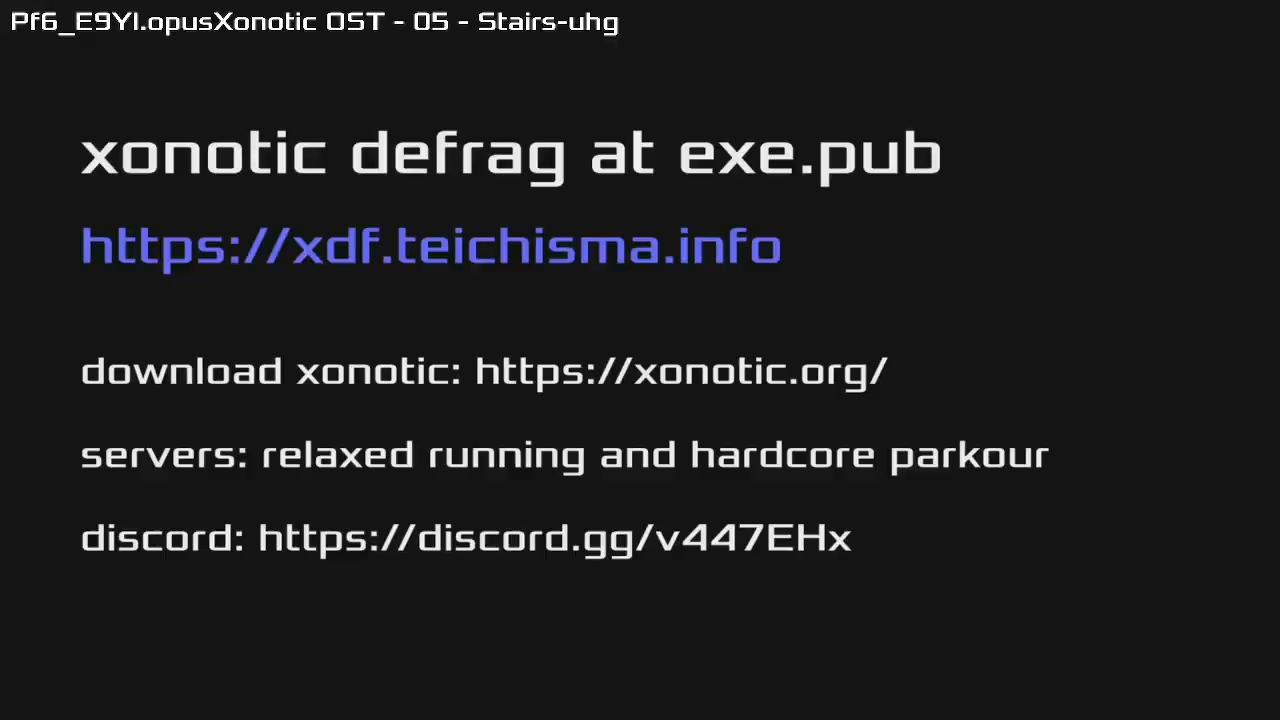 Pf6_E9YI.opusXonotic OST - 05 - Stairs-uhg
xonotic defrag at exe.pub
https://xdf.teichisma.info
download xonotic: https://xonotic.org/
servers: relaxed running and hardcore parkour
discord: https://discord.gg/v447EHx